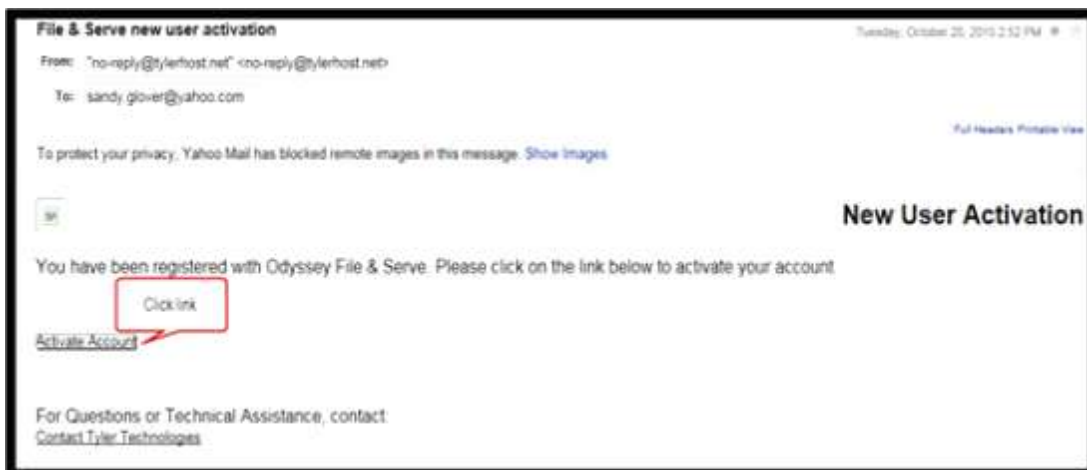 File & Serve new user activation
Tuesday, October 20, 2015 2:52 PM
From: "no-reply@tylerhost.net" <no-reply@tylerhost.net>
To: sandy.glover@yahoo.com
Full Headers Printable View
To protect your privacy, Yahoo Mail has blocked remote images in this message. Show Images
New User Activation
You have been registered with Odyssey File & Serve. Please click on the link below to activate your account
Click link
Activate Account
For Questions or Technical Assistance, contact
Contact Tyler Technologies